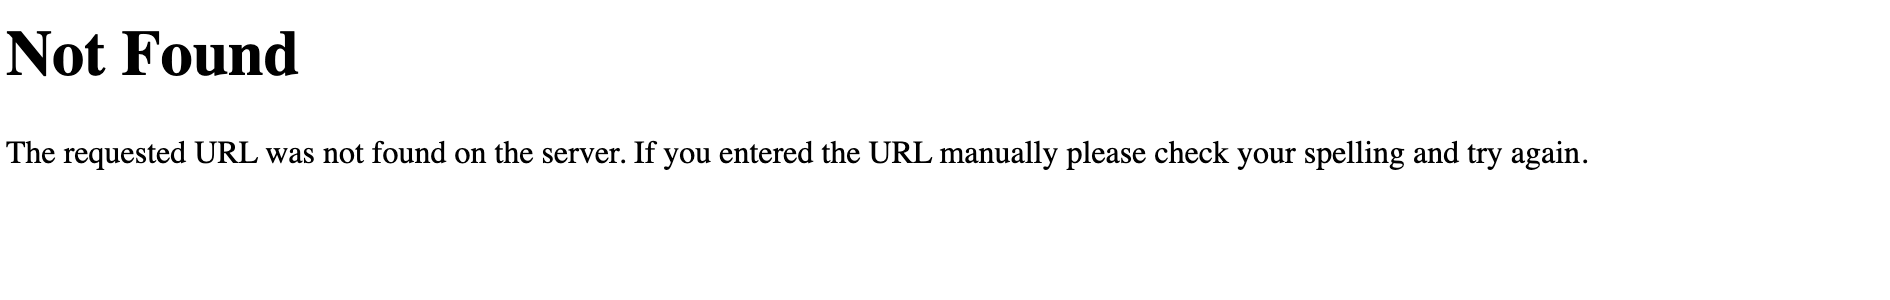 Not Found
The requested URL was not found on the server. If you entered the URL manually please check your spelling and try again.